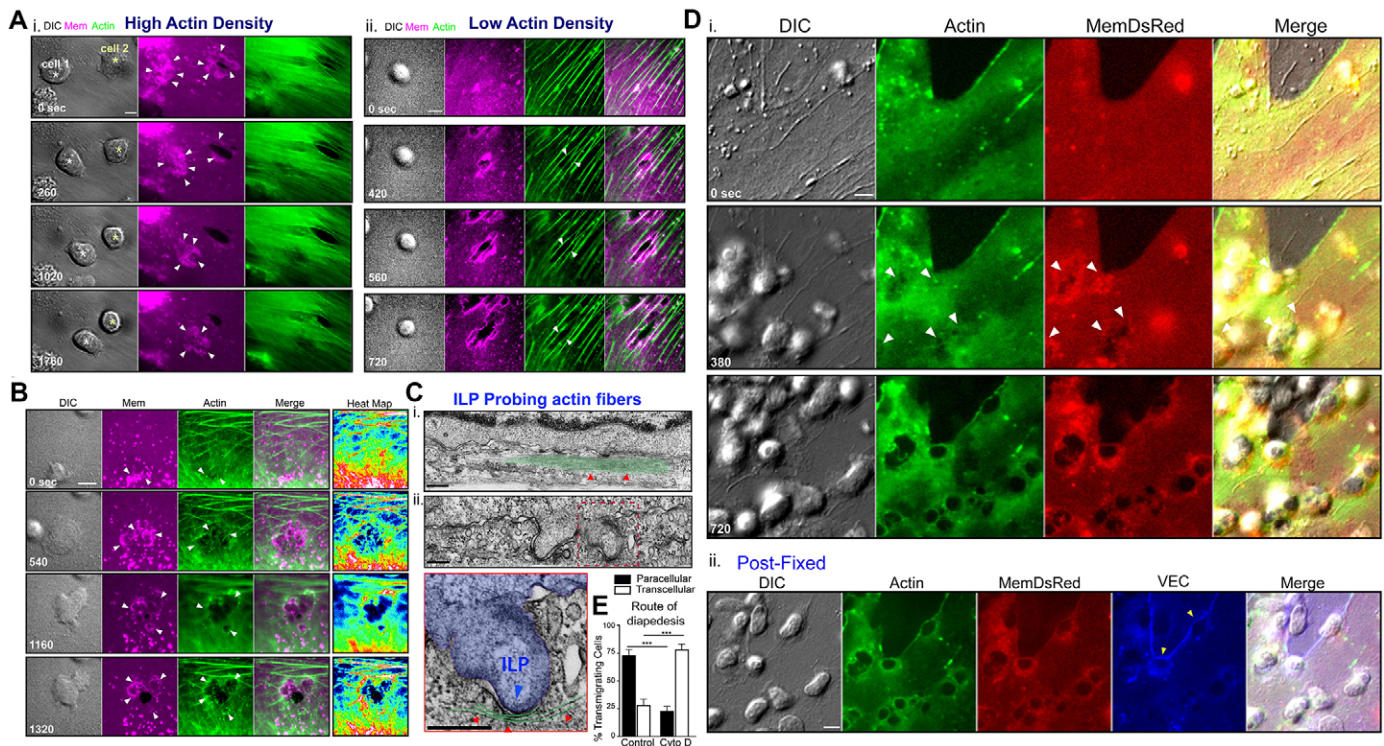 A
i. DIC Mem Actin High Actin Density
cell 1
cell 2
*
*
0 sec
*
*
260
*
*
1020
*
*
1780
ii. DIC Mem Actin Low Actin Density
0 sec
420
560
720
B
DIC Mem Actin Merge Heat Map
0 sec
540
1160
1320
C
ILP Probing actin fibers
i.
ii.
ILP
D
i.
DIC Actin MemDsRed Merge
0 sec
380
720
ii. Post-Fixed
DIC Actin MemDsRed VEC Merge
E
Paracellular
Transcellular
Route of
diapedesis
*** ***
% Transmigrating Cells
100
75
50
25
0
Control Cyto D